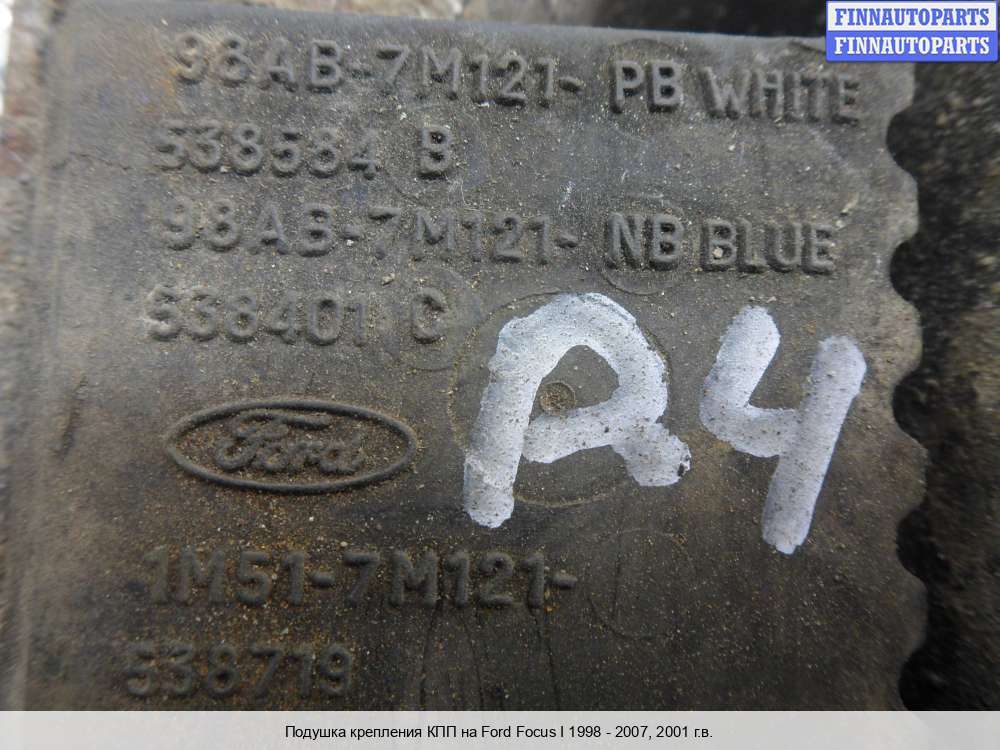 FINNAUTOPARTS
FINNAUTOPARTS
98AB-7M121- PB WHITE
538584 B
98AB-7M121- NB BLUE
538401 C
A4
Ford
1M51-7M121-
538719
Подушка крепления КПП на Ford Focus I 1998 - 2007, 2001 г.в.